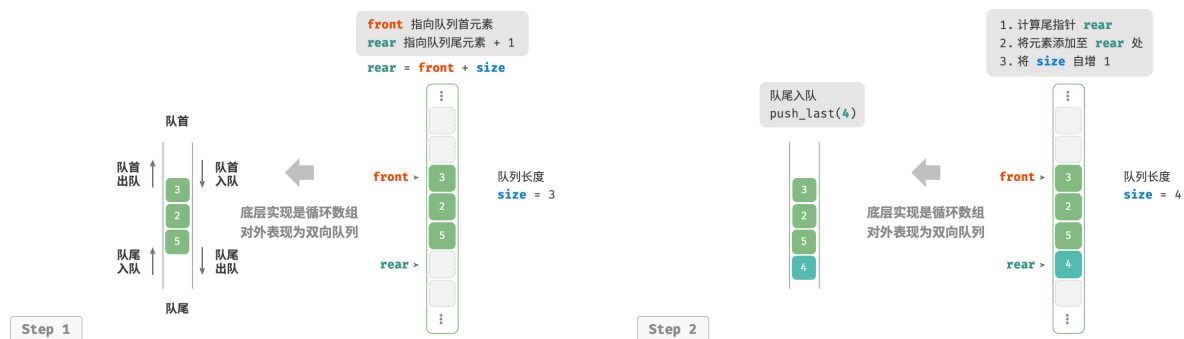 front 指向队列首元素
rear 指向队列尾元素 + 1
rear = front + size
队首
队首
出队
队首
入队
3
2
5
队尾
入队
队尾
出队
队尾
底层实现是循环数组
对外表现为双向队列
front
3
2
5
rear
队列长度
size = 3
Step 1
1. 计算尾指针 rear
2. 将元素添加至 rear 处
3. 将 size 自增 1
队尾入队
push_last(4)
3
2
5
4
底层实现是循环数组
对外表现为双向队列
front
3
2
5
rear
4
队列长度
size = 4
Step 2